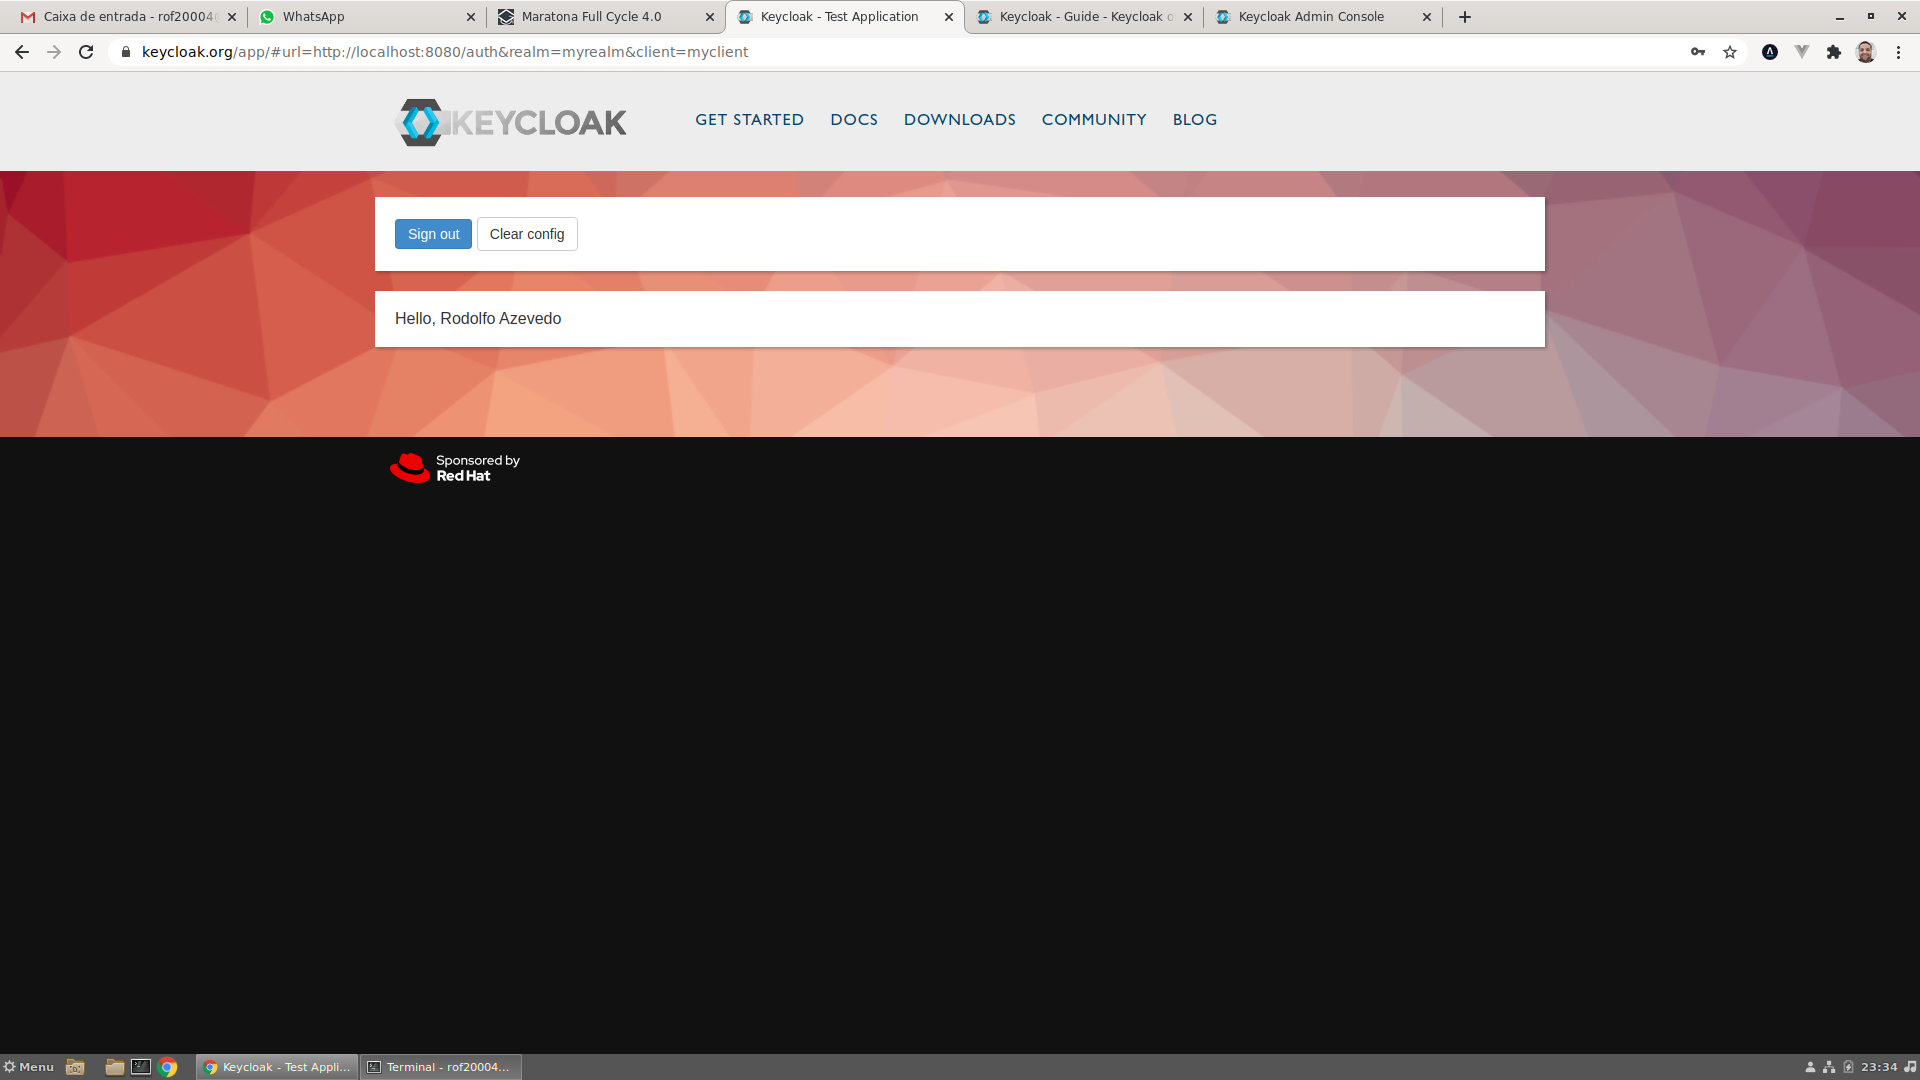 Caixa de entrada - rof20004
WhatsApp
Maratona Full Cycle 4.0
Keycloak - Test Application
Keycloak - Guide - Keycloak o
Keycloak Admin Console
keycloak.org/app/#url=http://localhost:8080/auth&realm=myrealm&client=myclient
KEYCLOAK
GET STARTED
DOCS
DOWNLOADS
COMMUNITY
BLOG
Sign out
Clear config
Hello, Rodolfo Azevedo
Sponsored by
Red Hat
Menu
Keycloak - Test Appli...
Terminal - rof20004...
23:34